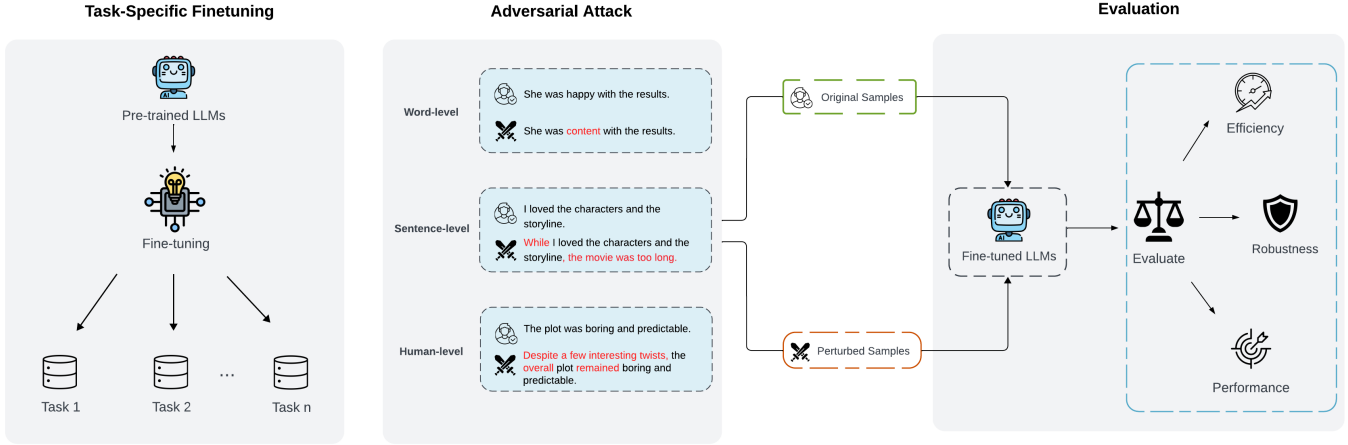 Task-Specific Finetuning
AI
Pre-trained LLMs
Fine-tuning
Task 1
Task 2
...
Task n
Adversarial Attack
Word-level
She was happy with the results.
She was content with the results.
Sentence-level
I loved the characters and the
storyline.
While I loved the characters and the
storyline, the movie was too long.
Human-level
The plot was boring and predictable.
Despite a few interesting twists, the
overall plot remained boring and
predictable.
Original Samples
Perturbed Samples
Evaluation
AI
Fine-tuned LLMs
Evaluate
Efficiency
Robustness
Performance